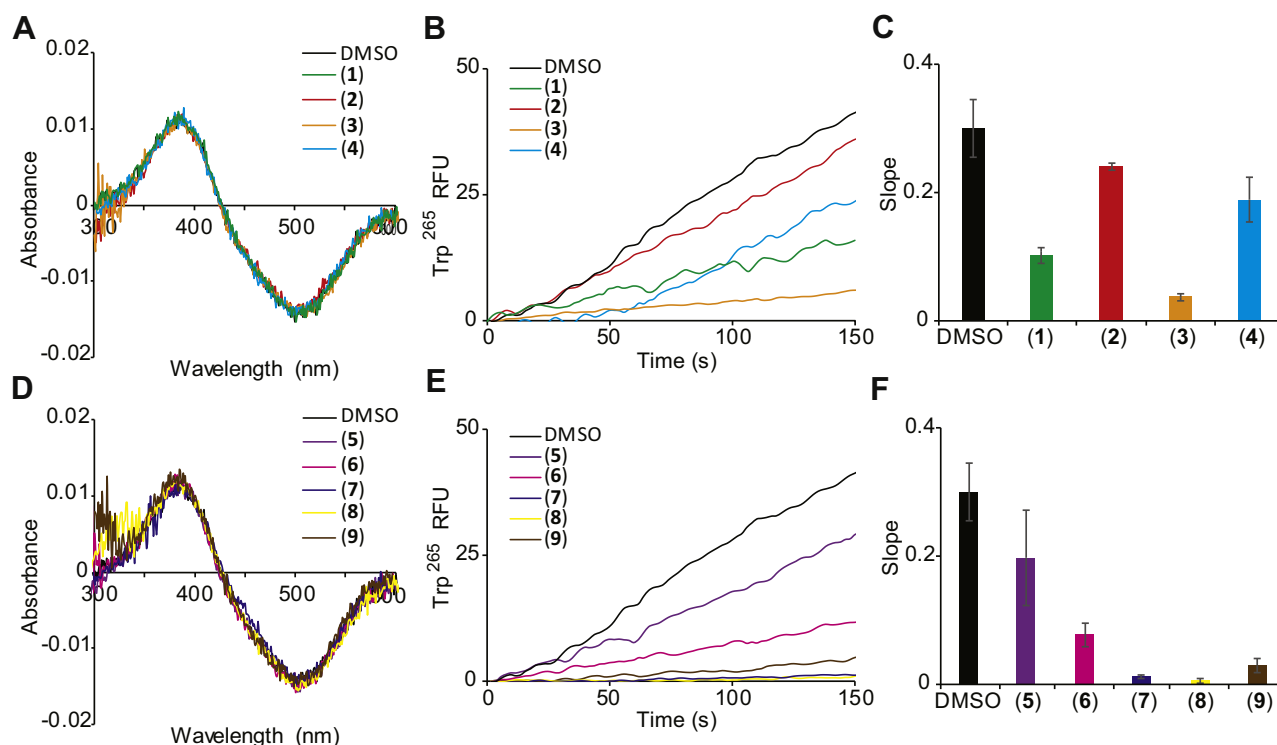 A
0.02
0.01
0
-0.01
-0.02
Absorbance
300 400 500 600
Wavelength (nm)
DMSO
(1)
(2)
(3)
(4)
B
50
25
0
Trp 265 RFU
0 50 100 150
Time (s)
DMSO
(1)
(2)
(3)
(4)
C
0.4
0.2
0
Slope
DMSO (1) (2) (3) (4)
D
0.02
0.01
0
-0.01
-0.02
Absorbance
300 400 500 600
Wavelength (nm)
DMSO
(5)
(6)
(7)
(8)
(9)
E
50
25
0
Trp 265 RFU
0 50 100 150
Time (s)
DMSO
(5)
(6)
(7)
(8)
(9)
F
0.4
0.2
0
Slope
DMSO (5) (6) (7) (8) (9)